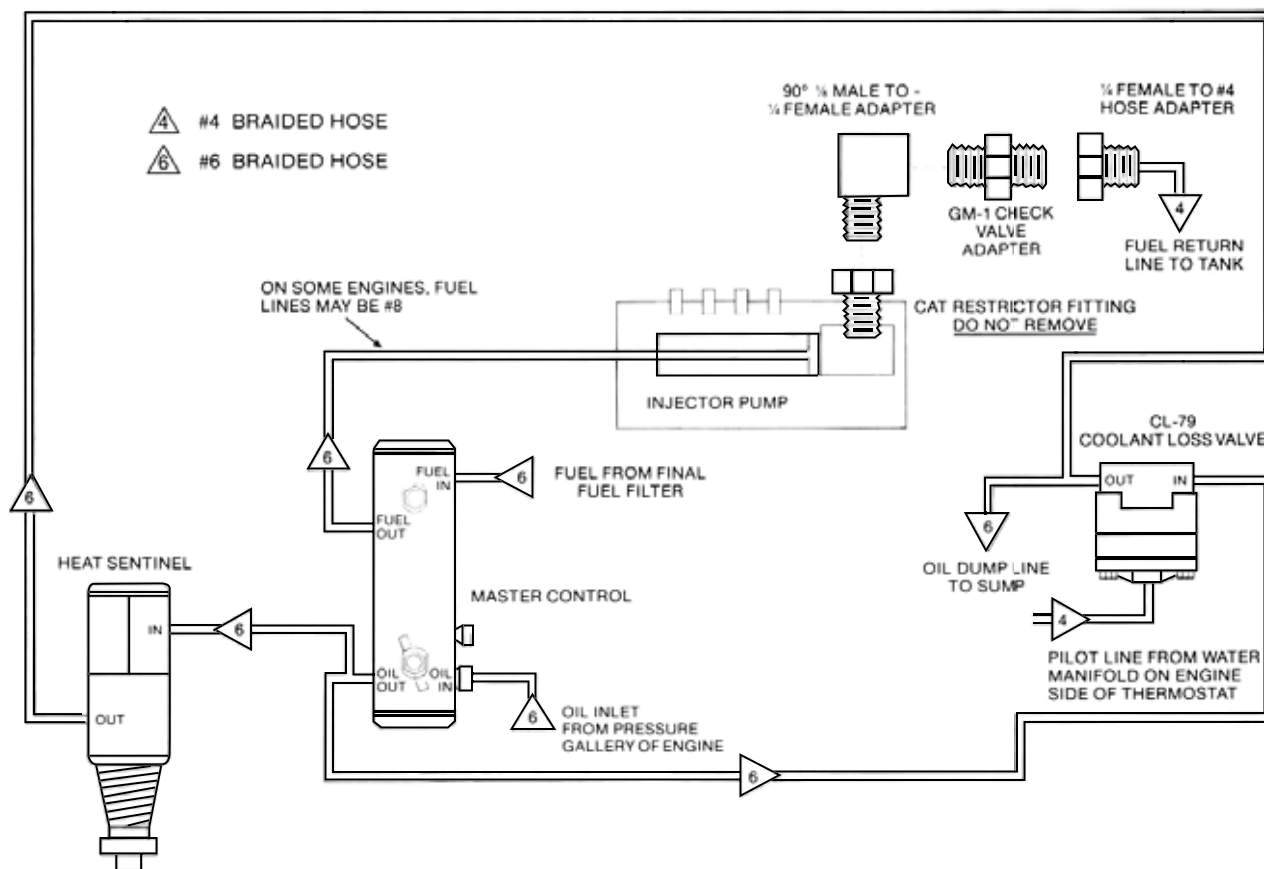 4 #4 BRAIDED HOSE
6 #6 BRAIDED HOSE
90° ¼ MALE TO -
¼ FEMALE ADAPTER
¼ FEMALE TO #4
HOSE ADAPTER
GM-1 CHECK
VALVE
ADAPTER
4
FUEL RETURN
LINE TO TANK
ON SOME ENGINES, FUEL
LINES MAY BE #8
CAT RESTRICTOR FITTING
DO NOT REMOVE
INJECTOR PUMP
CL-79
COOLANT LOSS VALVE
OUT IN
6
OIL DUMP LINE
TO SUMP
4
PILOT LINE FROM WATER
MANIFOLD ON ENGINE
SIDE OF THERMOSTAT
6
6
FUEL
IN
6
FUEL FROM FINAL
FUEL FILTER
FUEL
OUT
MASTER CONTROL
OIL
OUT
OIL
IN
6
OIL INLET
FROM PRESSURE
GALLERY OF ENGINE
HEAT SENTINEL
IN
6
OUT
6